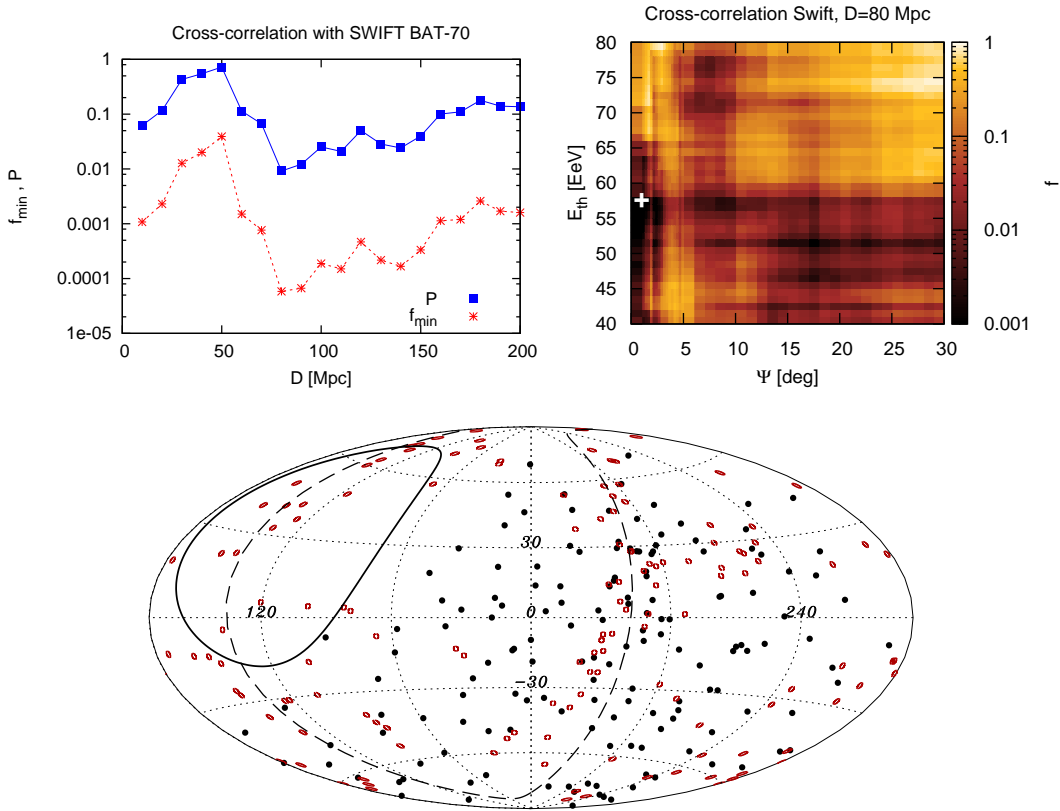 Cross-correlation with SWIFT BAT-70
1
0.1
0.01
0.001
0.0001
1e-05
f_min , P
P
f_min
0 50 100 150 200
D [Mpc]
Cross-correlation Swift, D=80 Mpc
80
75
70
65
60
55
50
45
40
E_th [EeV]
0 5 10 15 20 25 30
Ψ [deg]
1
0.1
0.01
0.001
f
30
120 0 240
−30